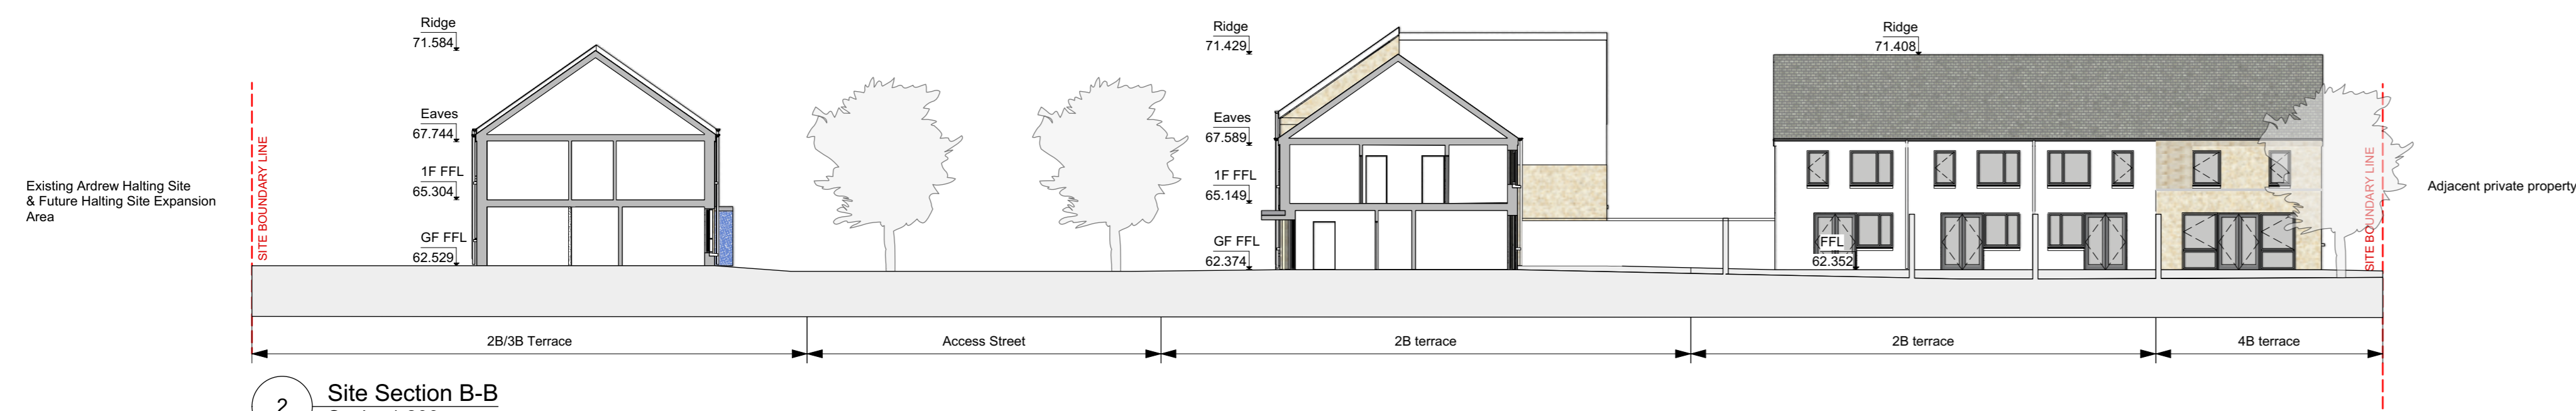 Ridge
71.584
Eaves
67.744
1F FFL
65.304
GF FFL
62.529
Existing Ardrew Halting Site
& Future Halting Site Expansion
Area
SITE BOUNDARY LINE
Ridge
71.429
Eaves
67.589
1F FFL
65.149
GF FFL
62.374
Ridge
71.408
FFL
62.352
SITE BOUNDARY LINE
Adjacent private property
2B/3B Terrace
Access Street
2B terrace
2B terrace
4B terrace
2
Site Section B-B